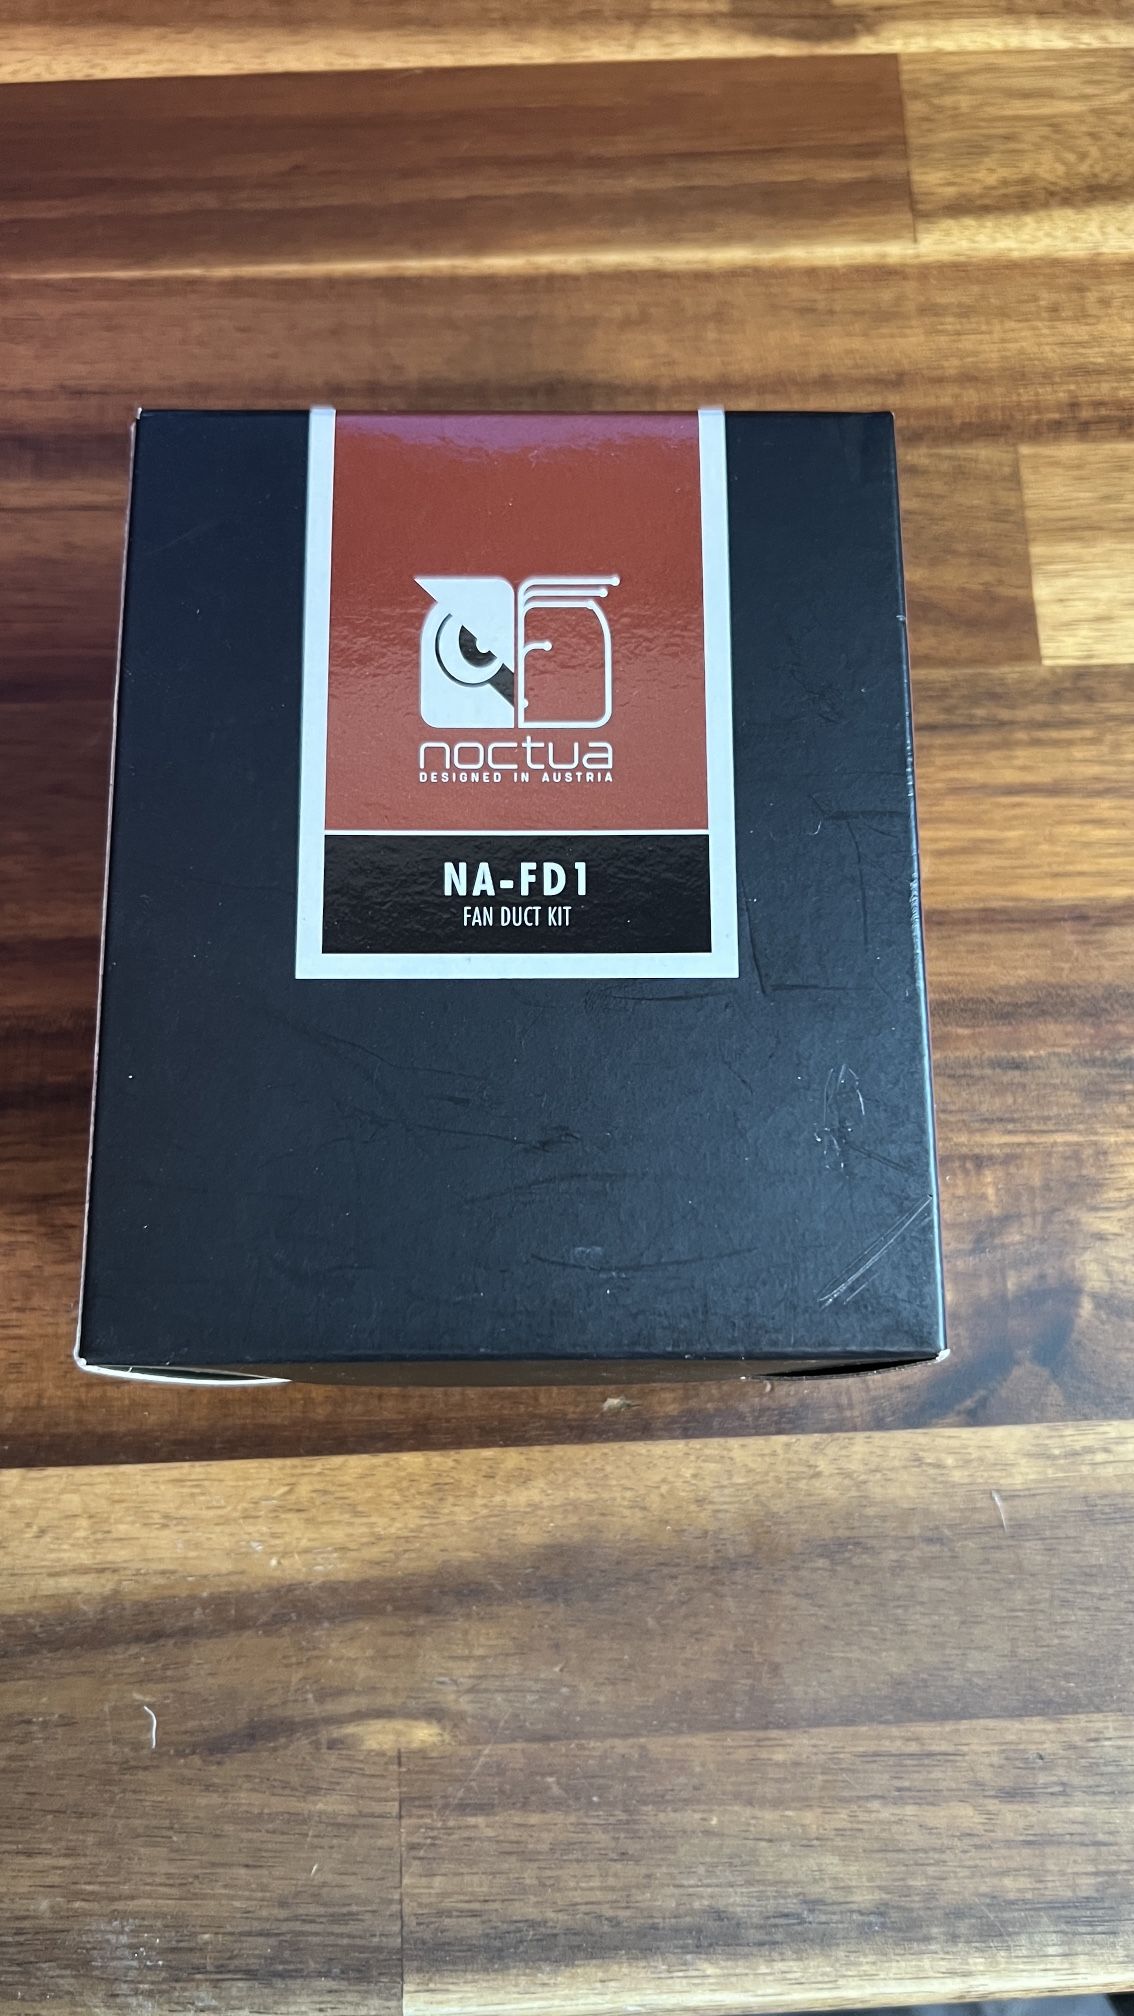 noctua
DESIGNED IN AUSTRIA
NA-FD1
FAN DUCT KIT